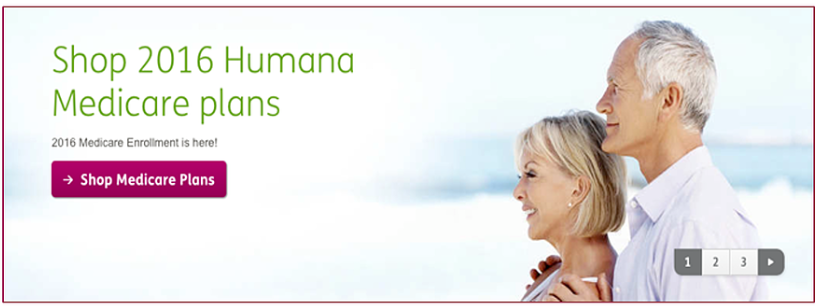 Shop 2016 Humana
Medicare plans
2016 Medicare Enrollment is here!
→ Shop Medicare Plans
1 2 3